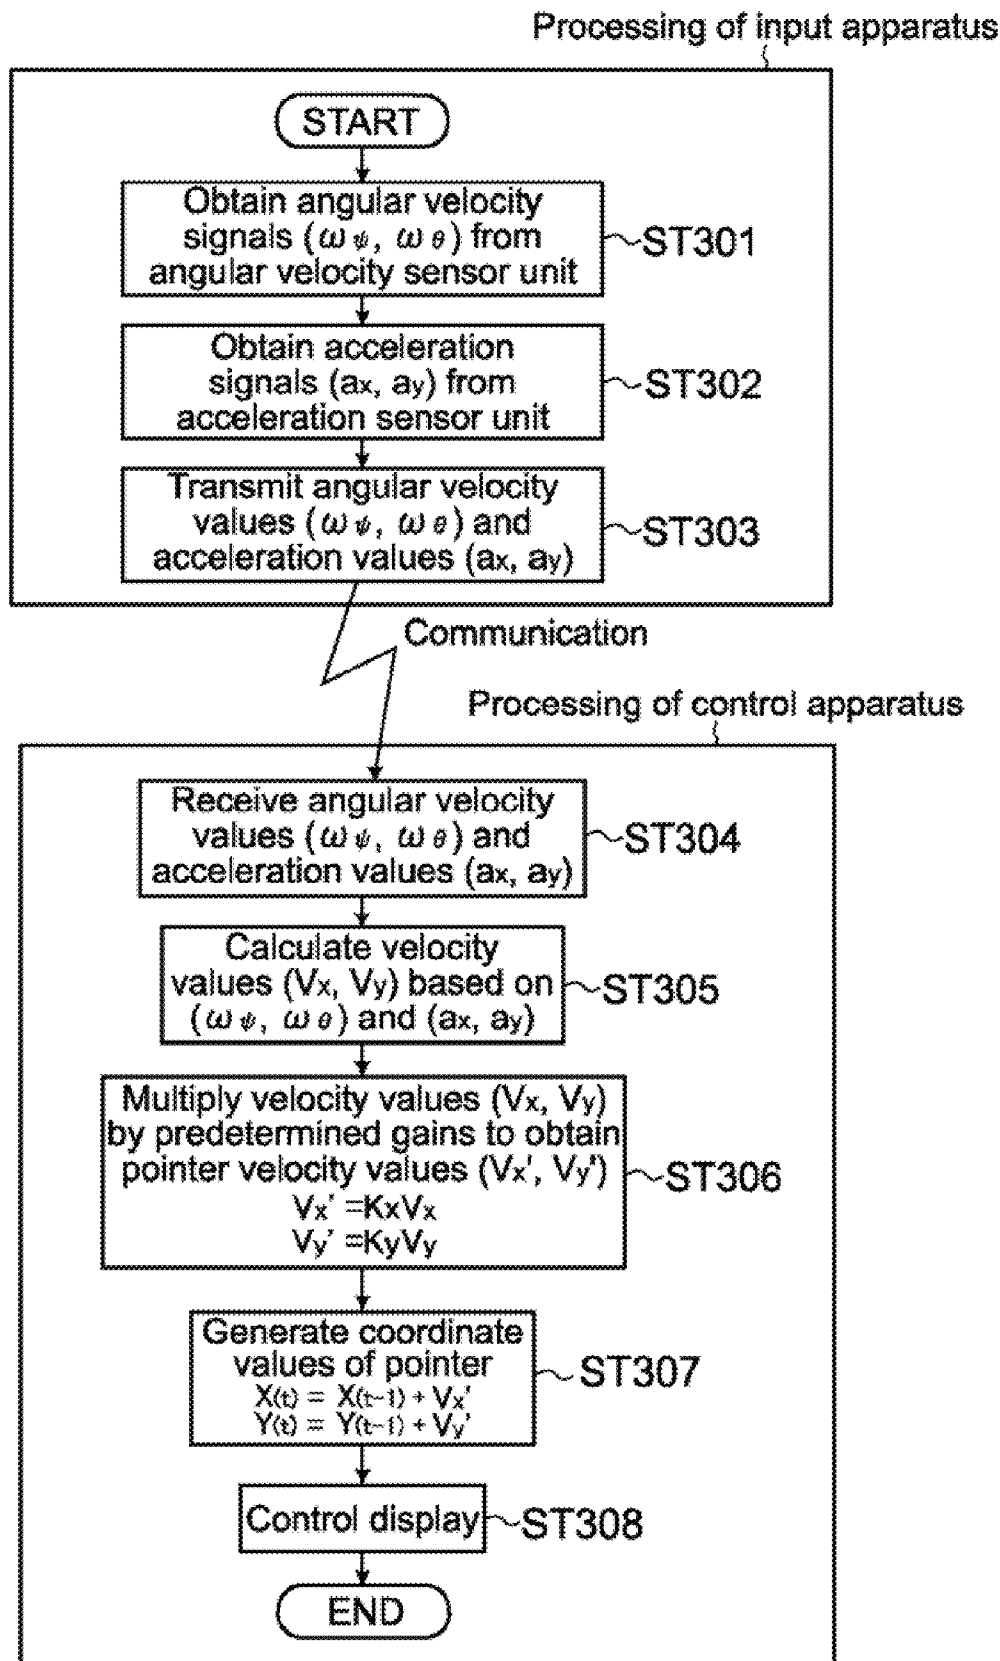 Processing of input apparatus
START
Obtain angular velocity
signals (ωψ, ωθ) from
angular velocity sensor unit
ST301
Obtain acceleration
signals (ax, ay) from
acceleration sensor unit
ST302
Transmit angular velocity
values (ωψ, ωθ) and
acceleration values (ax, ay)
ST303
Communication
Processing of control apparatus
Receive angular velocity
values (ωψ, ωθ) and
acceleration values (ax, ay)
ST304
Calculate velocity
values (Vx, Vy) based on
(ωψ, ωθ) and (ax, ay)
ST305
Multiply velocity values (Vx, Vy)
by predetermined gains to obtain
pointer velocity values (Vx', Vy')
Vx' =KxVx
Vy' =KyVy
ST306
Generate coordinate
values of pointer
X(t) = X(t-1) + Vx'
Y(t) = Y(t-1) + Vy'
ST307
Control display
ST308
END